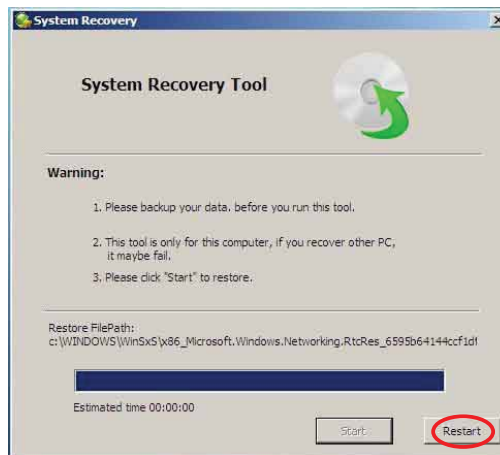 System Recovery
System Recovery Tool
Warning:
1. Please backup your data. before you run this tool.
2. This tool is only for this computer, if you recover other PC,
it maybe fail.
3. Please click "Start" to restore.
Restore FilePath:
c:\WINDOWS\WinSxS\x86_Microsoft.Windows.Networking.RtcRes_6595b64144ccf1df
Estimated time 00:00:00
Start
Restart